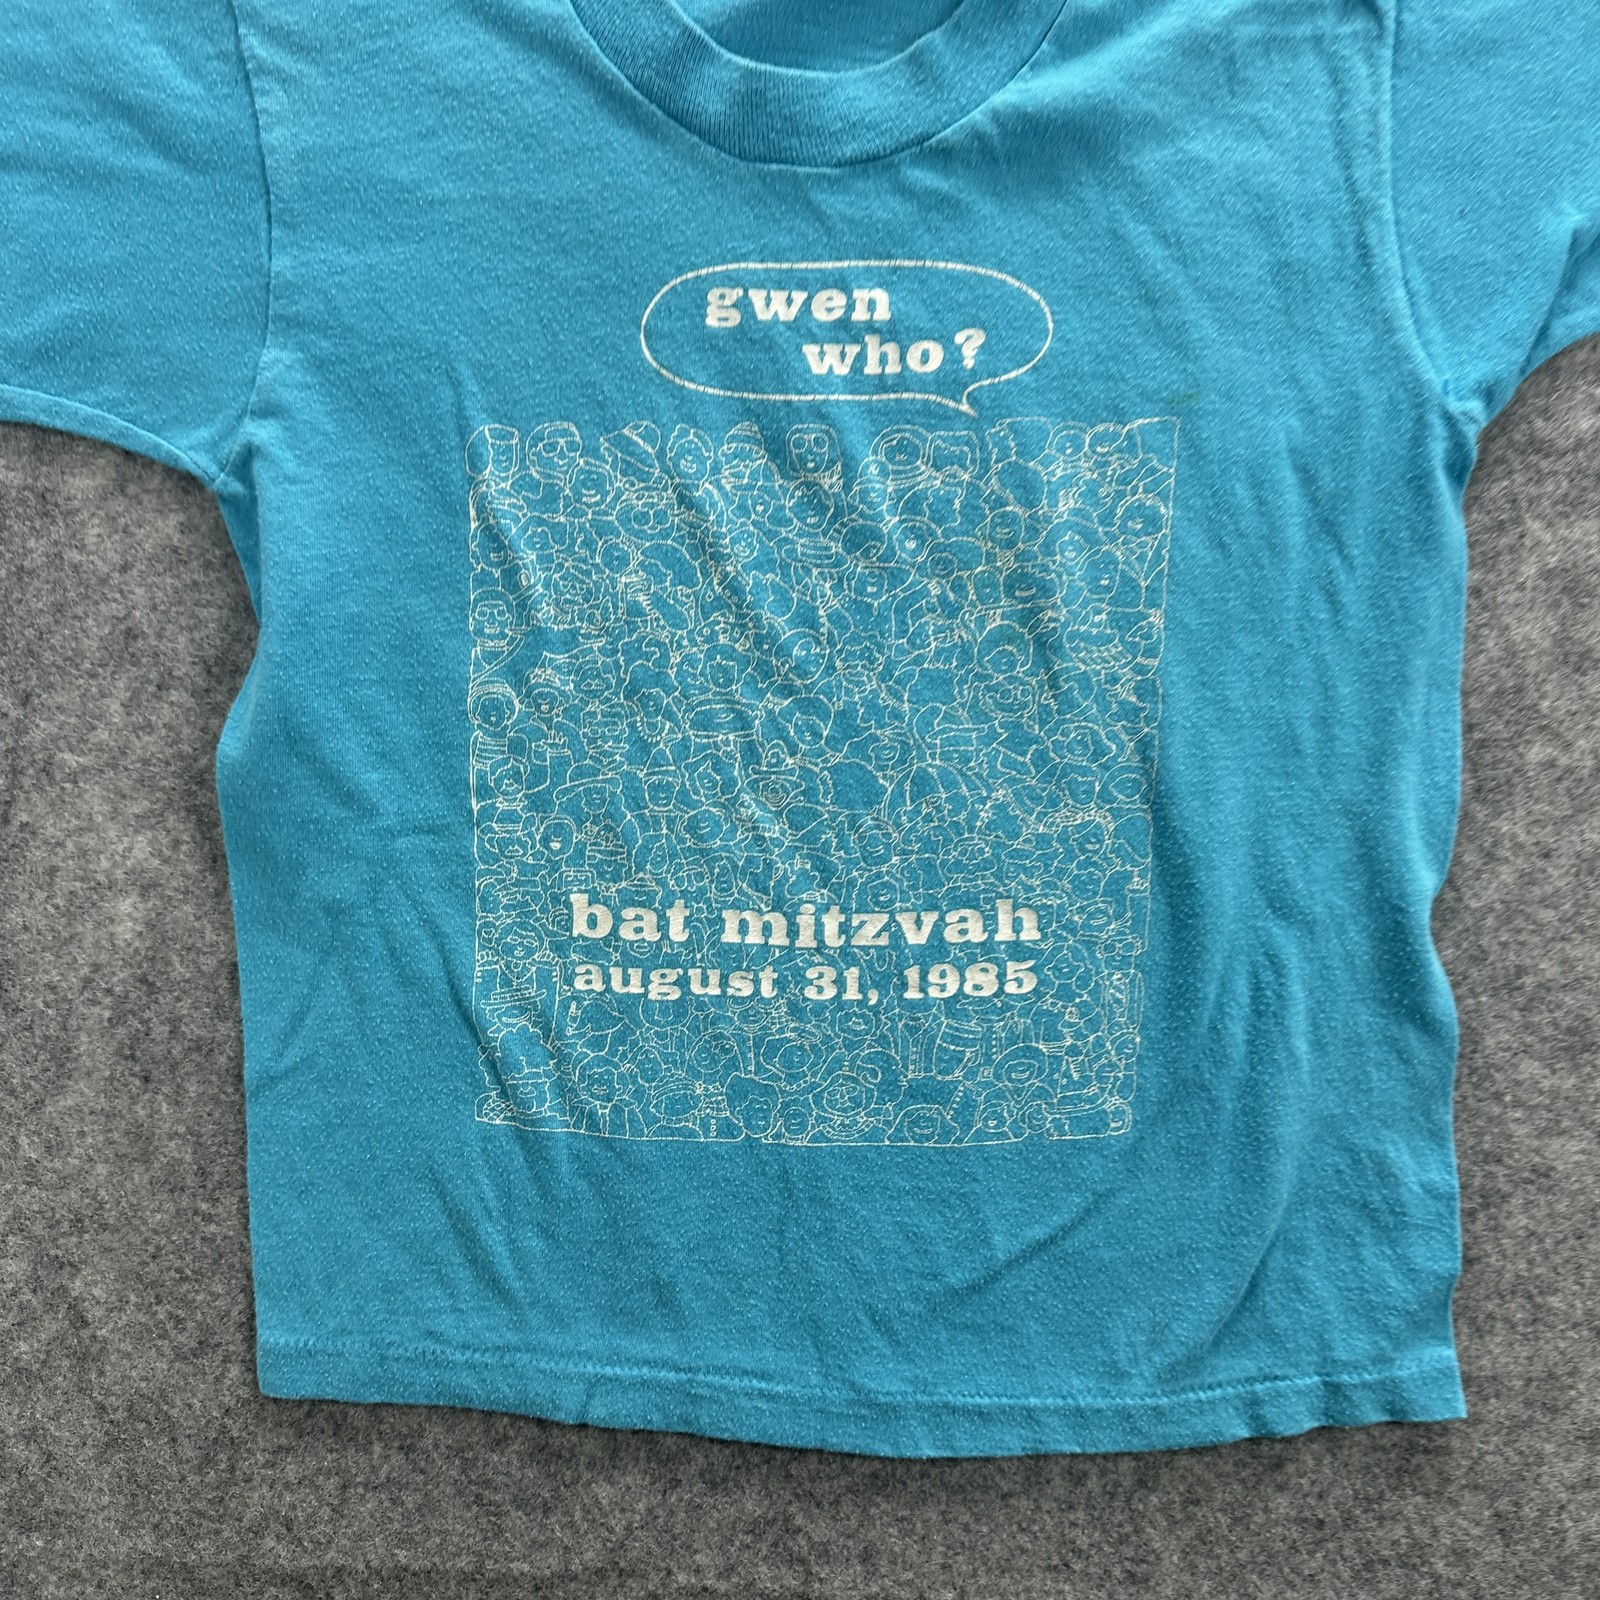 gwen
who?
bat mitzvah
august 31, 1985